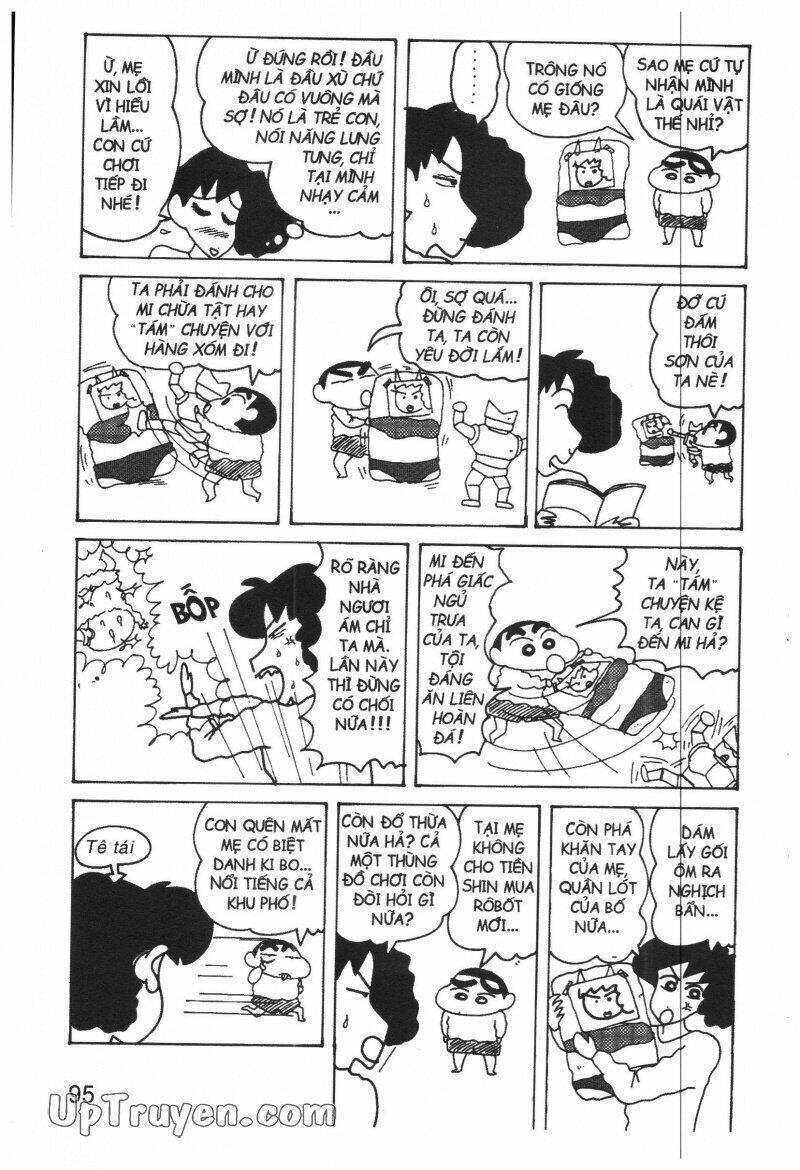 SAO MẸ CỨ TỰ
NHẬN MÌNH
LÀ QUÁI VẬT
THẾ NHỈ?
TRÔNG NÓ
CÓ GIỐNG
MẸ ĐÂU?
......
Ừ ĐÚNG RỒI! ĐẦU
MÌNH LÀ ĐẦU XÙ CHỨ
ĐÂU CÓ VUÔNG MÀ
SỢ! NÓ LÀ TRẺ CON,
NÓI NĂNG LUNG
TUNG, CHỈ
TẠI MÌNH
NHẠY CẢM
...
Ừ, MẸ
XIN LỖI
VÌ HIỂU
LẦM...
CON CỨ
CHƠI
TIẾP ĐI
NHÉ!
ĐỠ CÚ
ĐẤM
THÔI
SƠN CỦA
TA NÈ!
ÔI, SỢ QUÁ...
ĐỪNG ĐÁNH
TA, TA CÒN
YÊU ĐỜI LẮM!
TA PHẢI ĐÁNH CHO
MI CHỪA TẬT HAY
"TÁM" CHUYỆN VỚI
HÀNG XÓM ĐI!
NÀY,
TA "TÁM"
CHUYỆN KỆ
TA, CAN GÌ
ĐẾN MI HẢ?
MI ĐẾN
PHÁ GIẤC
NGỦ
TRƯA
CỦA TA,
TỘI
ĐÁNG
ĂN LIÊN
HOÀN
ĐÁ!
RÕ RÀNG
NHÀ
NGƯƠI
ÁM CHỈ
TA MÀ.
LẦN NÀY
THÌ ĐỪNG
CÓ CHỐI
NỮA!!!
BỐP
DÁM
LẤY GỐI
ÔM RA
NGHỊCH
BẨN...
CÒN PHÁ
KHĂN TAY
CỦA MẸ,
QUẦN LÓT
CỦA BỐ
NỮA...
TẠI MẸ
KHÔNG
CHO TIỀN
SHIN MUA
RÔBỐT
MỚI...
CÒN ĐỔ THỪA
NỮA HẢ? CẢ
MỘT THÙNG
ĐỒ CHƠI CÒN
ĐÒI HỎI GÌ
NỮA?
CON QUÊN MẤT
MẸ CÓ BIỆT
DANH KI BO...
NỔI TIẾNG CẢ
KHU PHỐ!
Tê tái
95
UpTruyen.com